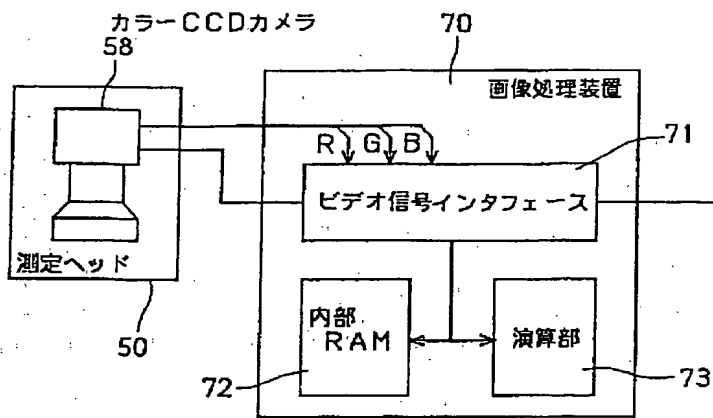 カラーCCDカメラ
58
70
画像処理装置
R G B
71
ビデオ信号インタフェース
測定ヘッド
50
内部
RAM
72
演算部
73